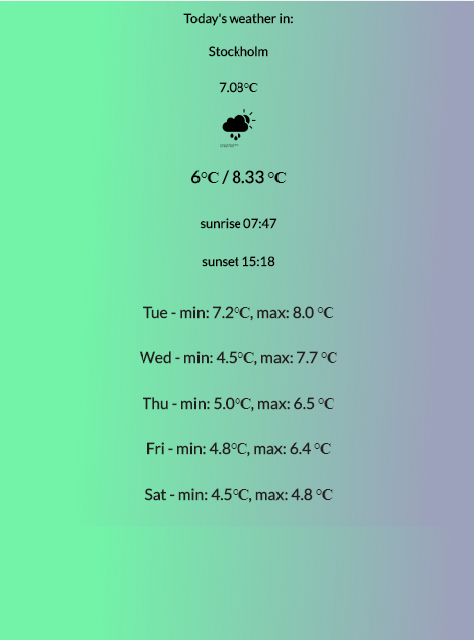 Today's weather in:
Stockholm
7.08°C
6°C / 8.33 °C
sunrise 07:47
sunset 15:18
Tue - min: 7.2°C, max: 8.0 °C
Wed - min: 4.5°C, max: 7.7 °C
Thu - min: 5.0°C, max: 6.5 °C
Fri - min: 4.8°C, max: 6.4 °C
Sat - min: 4.5°C, max: 4.8 °C